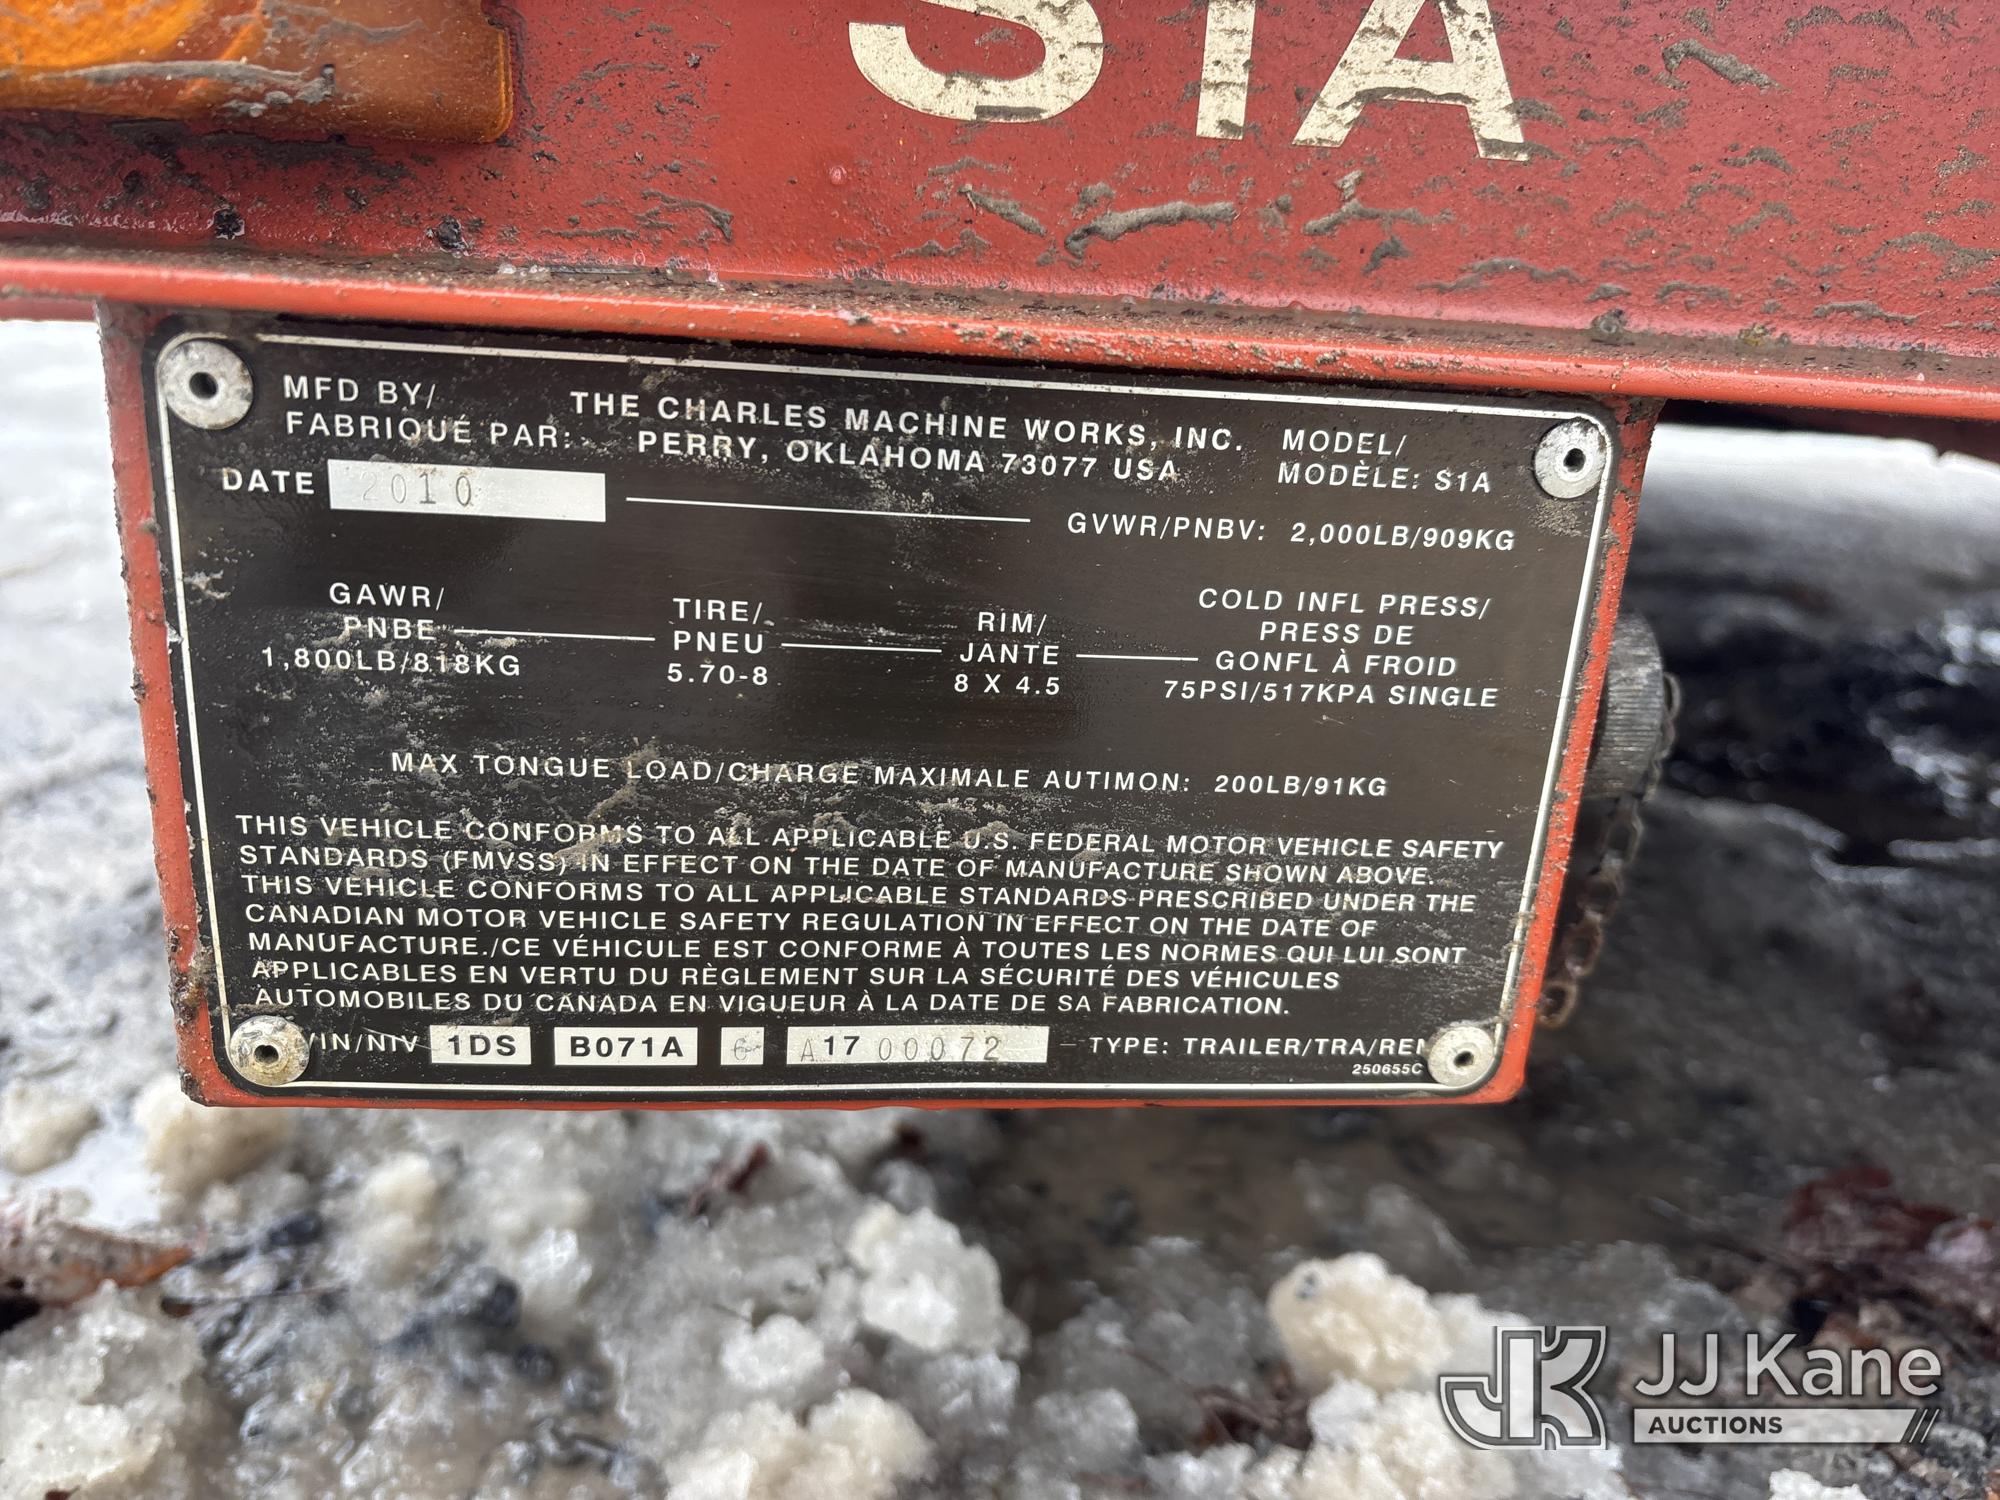 S1A
MFD BY/
FABRIQUÉ PAR:
THE CHARLES MACHINE WORKS, INC.
PERRY, OKLAHOMA 73077 USA
MODEL/
MODÈLE: S1A
DATE 2010
GVWR/PNBV: 2,000LB/909KG
GAWR/
PNBE
1,800LB/818KG
TIRE/
PNEU
5.70-8
RIM/
JANTE
8 X 4.5
COLD INFL PRESS/
PRESS DE
GONFL À FROID
75PSI/517KPA SINGLE
MAX TONGUE LOAD/CHARGE MAXIMALE AUTIMON: 200LB/91KG
THIS VEHICLE CONFORMS TO ALL APPLICABLE U.S. FEDERAL MOTOR VEHICLE SAFETY
STANDARDS (FMVSS) IN EFFECT ON THE DATE OF MANUFACTURE SHOWN ABOVE.
THIS VEHICLE CONFORMS TO ALL APPLICABLE STANDARDS PRESCRIBED UNDER THE
CANADIAN MOTOR VEHICLE SAFETY REGULATION IN EFFECT ON THE DATE OF
MANUFACTURE./CE VÉHICULE EST CONFORME À TOUTES LES NORMES QUI LUI SONT
APPLICABLES EN VERTU DU RÈGLEMENT SUR LA SÉCURITÉ DES VÉHICULES
AUTOMOBILES DU CANADA EN VIGUEUR À LA DATE DE SA FABRICATION.
VIN/NIV 1DS B071A 6 A1700072 TYPE: TRAILER/TRA/REM
250655C
JK JJ Kane
AUCTIONS